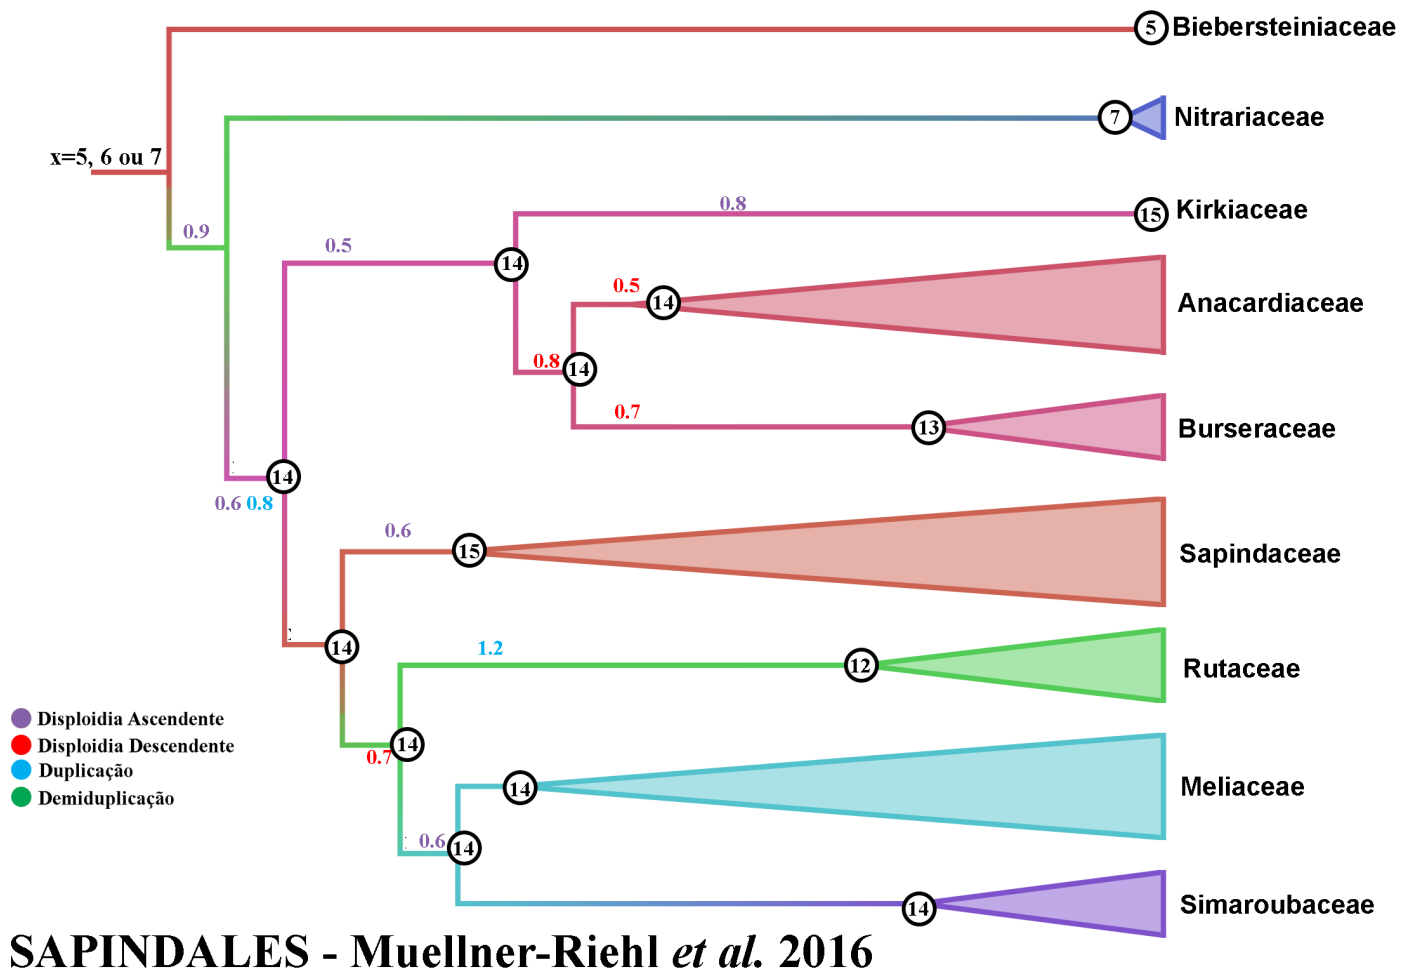 5 Biebersteiniaceae
7 Nitrariaceae
x=5, 6 ou 7
0.8
15 Kirkiaceae
0.9
0.5
14
0.5
14
Anacardiaceae
0.8
14
0.7
13
Burseraceae
14
0.6 0.8
0.6
15
Sapindaceae
14
1.2
12
Rutaceae
Disploidia Ascendente
Disploidia Descendente
Duplicação
Demiduplicação
0.7
14
14
Meliaceae
0.6
14
14
Simaroubaceae
SAPINDALES - Muellner-Riehl et al. 2016